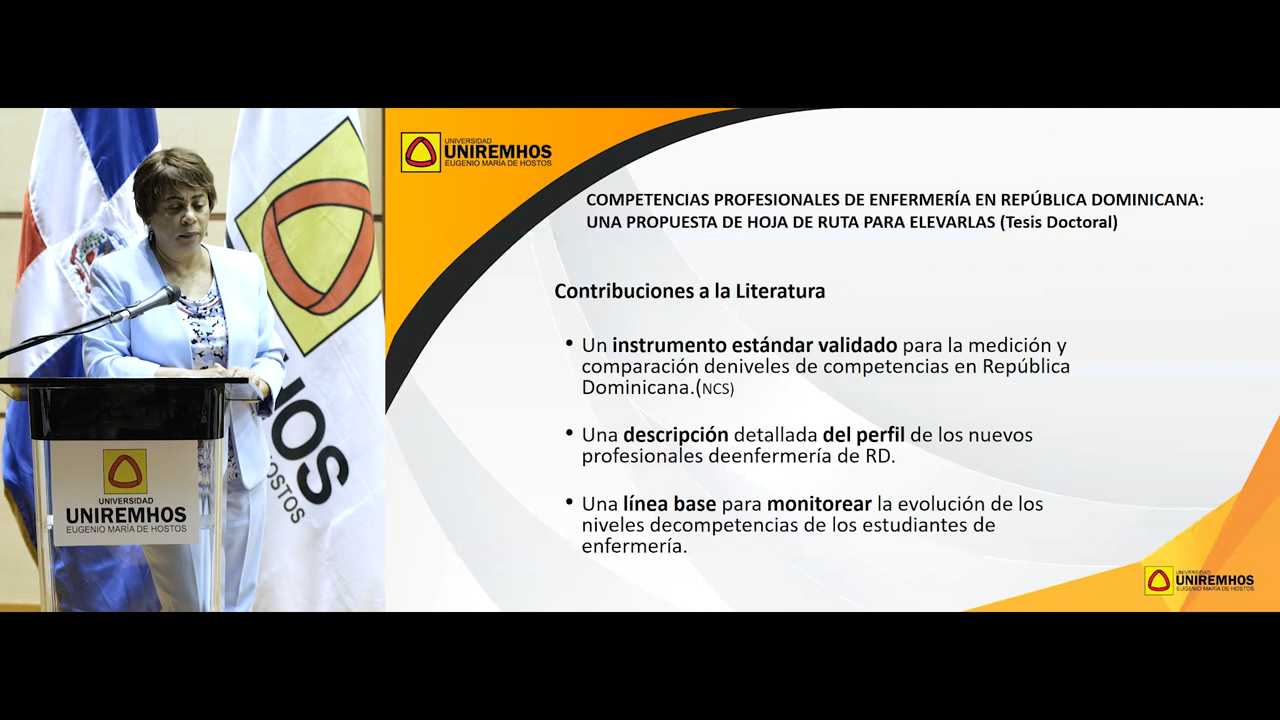 UNIVERSIDAD
UNIREMHOS
EUGENIO MARÍA DE HOSTOS
COMPETENCIAS PROFESIONALES DE ENFERMERÍA EN REPÚBLICA DOMINICANA:
UNA PROPUESTA DE HOJA DE RUTA PARA ELEVARLAS (Tesis Doctoral)
Contribuciones a la Literatura
• Un instrumento estándar validado para la medición y
comparación deniveles de competencias en República
Dominicana.(NCS)
• Una descripción detallada del perfil de los nuevos
profesionales deenfermería de RD.
• Una línea base para monitorear la evolución de los
niveles decompetencias de los estudiantes de
enfermería.
UNIVERSIDAD
UNIREMHOS
EUGENIO MARÍA DE HOSTOS
HOS
OSTOS
UNIVERSIDAD
UNIREMHOS
EUGENIO MARÍA DE HOSTOS